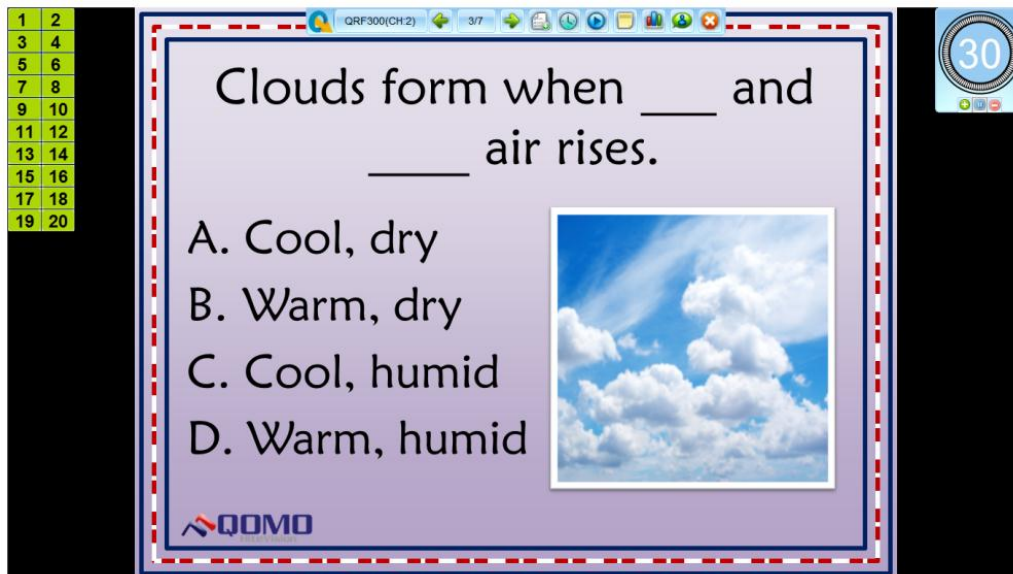 QRF300(CH:2) 3/7
1 2
3 4
5 6
7 8
9 10
11 12
13 14
15 16
17 18
19 20
30
Clouds form when ___ and
____ air rises.
A. Cool, dry
B. Warm, dry
C. Cool, humid
D. Warm, humid
QOMO
HiteVision